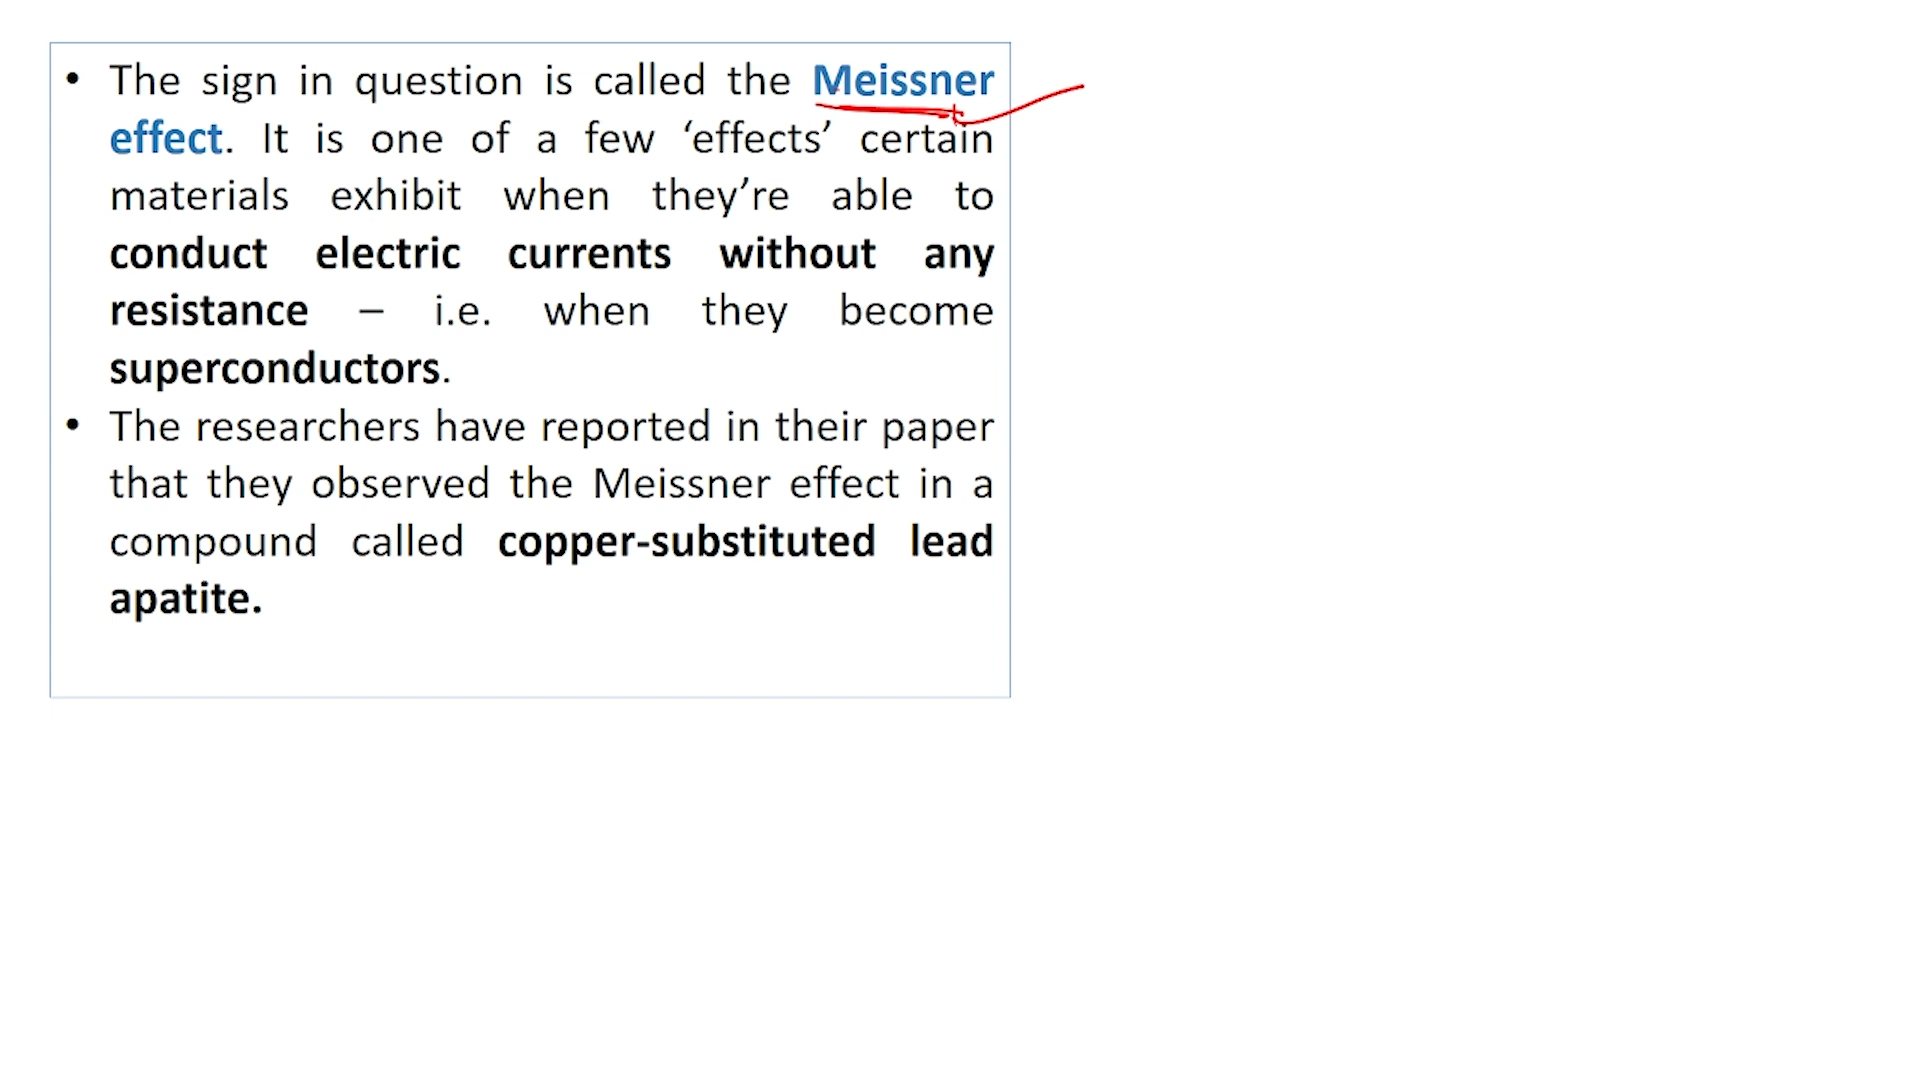 • The sign in question is called the Meissner
effect. It is one of a few ‘effects’ certain
materials exhibit when they’re able to
conduct electric currents without any
resistance – i.e. when they become
superconductors.
• The researchers have reported in their paper
that they observed the Meissner effect in a
compound called copper-substituted lead
apatite.